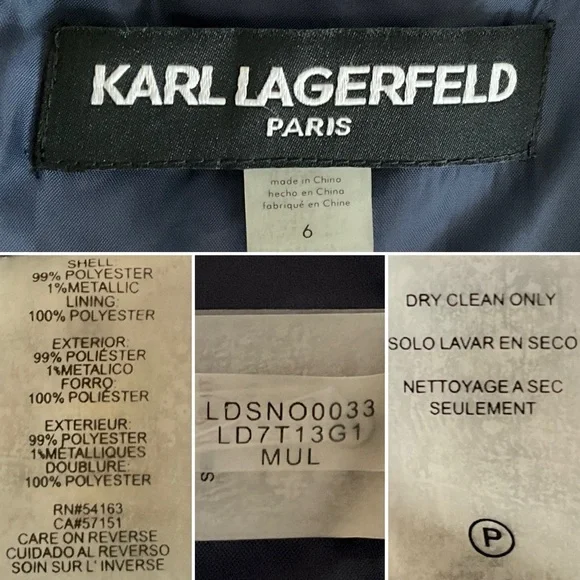 KARL LAGERFELD
PARIS
made in China
hecho en China
fabriqué en Chine
6
SHELL:
99% POLYESTER
1%METALLIC
LINING:
100% POLYESTER
EXTERIOR:
99% POLIÉSTER
1%METALICO
FORRO:
100% POLIÉSTER
EXTERIEUR:
99% POLYESTER
1%MÉTALLIQUES
DOUBLURE:
100% POLYESTER
RN#54163
CA#57151
CARE ON REVERSE
CUIDADO AL REVERSO
SOIN SUR L' INVERSE
LDSNO0033
LD7T13G1
MUL
S
DRY CLEAN ONLY
SOLO LAVAR EN SECO
NETTOYAGE A SEC
SEULEMENT
P